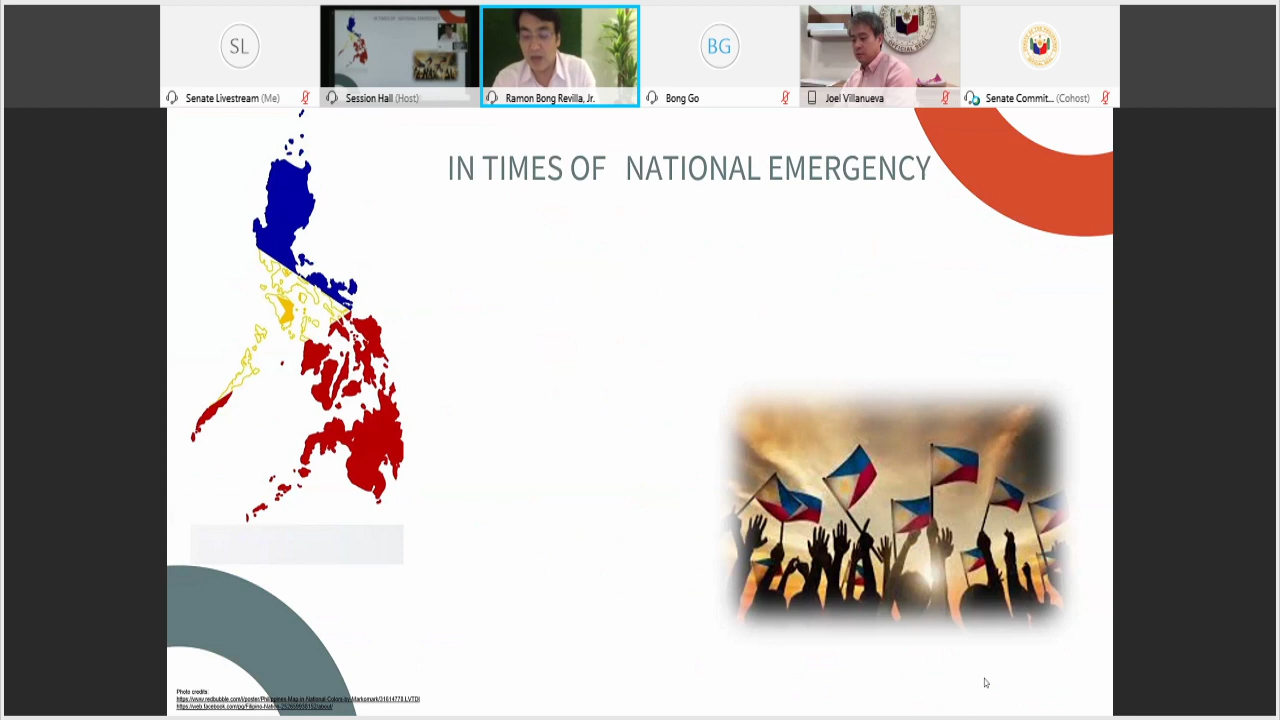 SL
BG
Senate Livestream (Me)
Session Hall (Host)
Ramon Bong Revilla, Jr.
Bong Go
Joel Villanueva
Senate Commit... (Cohost)
IN TIMES OF NATIONAL EMERGENCY
Photo credits: